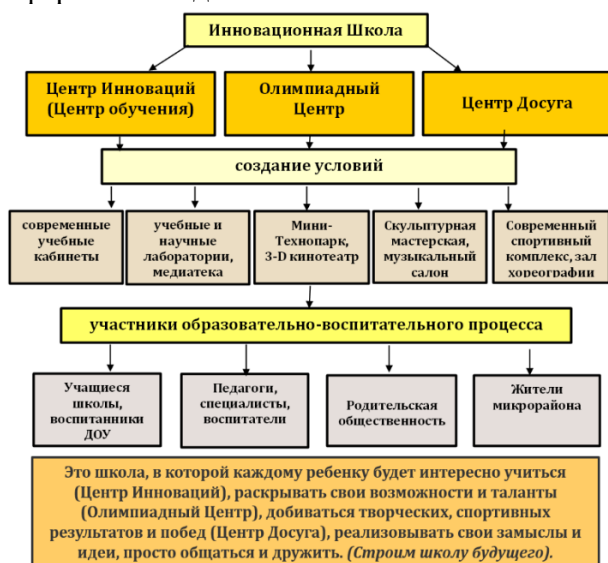 Инновационная Школа
Центр Инноваций
(Центр обучения)
Олимпиадный
Центр
Центр Досуга
создание условий
современные
учебные
кабинеты
учебные и
научные
лаборатории,
медиатека
Мини-
Технопарк,
3-D кинотеатр
Скульптурная
мастерская,
музыкальный
салон
Современный
спортивный
комплекс, зал
хореографии
участники образовательно-воспитательного процесса
Учащиеся
школы,
воспитанники
ДОУ
Педагоги,
специалисты,
воспитатели
Родительская
общественность
Жители
микрорайона
Это школа, в которой каждому ребенку будет интересно учиться
(Центр Инноваций), раскрывать свои возможности и таланты
(Олимпиадный Центр), добиваться творческих, спортивных
результатов и побед (Центр Досуга), реализовывать свои замыслы и
идеи, просто общаться и дружить. (Строим школу будущего).